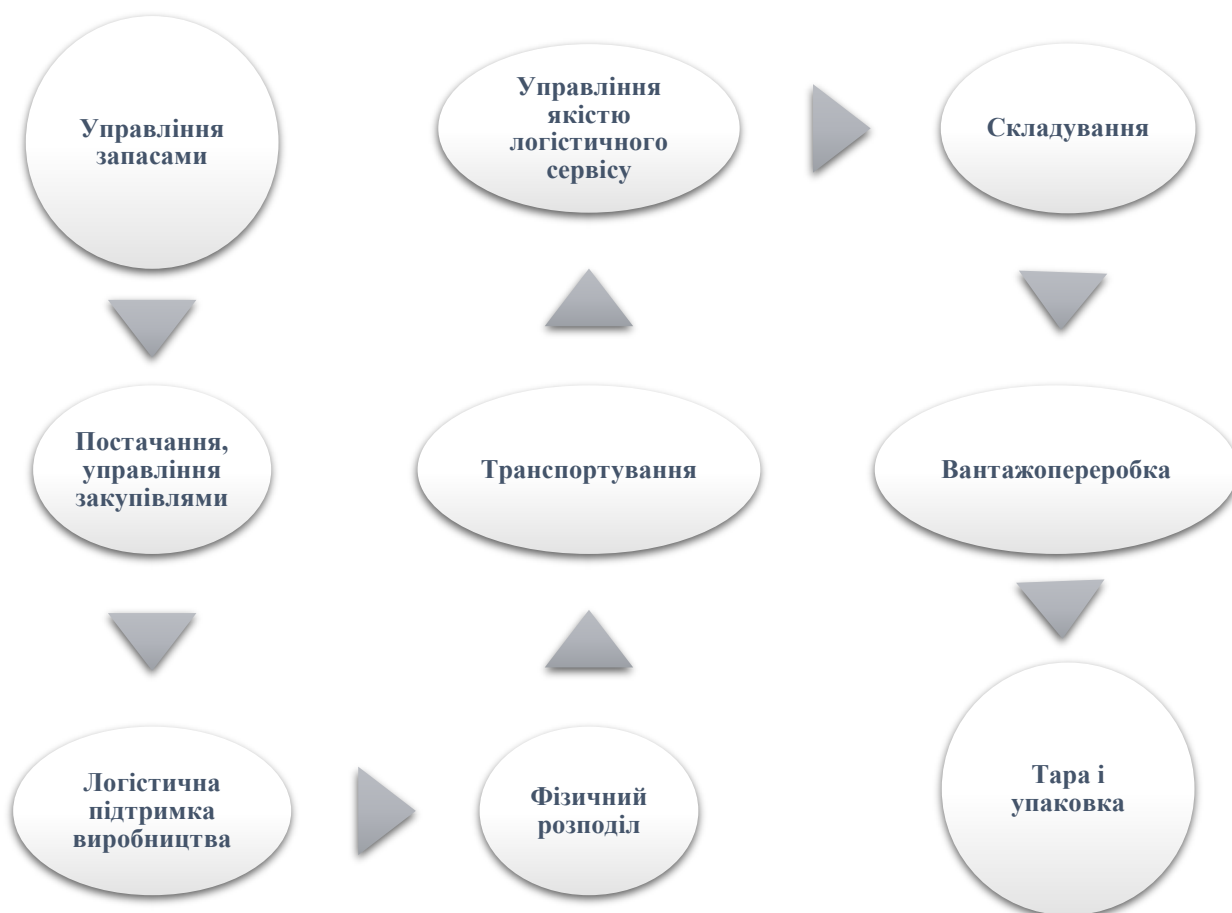 Управління
запасами
Постачання,
управління
закупівлями
Логістична
підтримка
виробництва
Фізичний
розподіл
Транспортування
Управління
якістю
логістичного
сервісу
Складування
Вантажопереробка
Тара і
упаковка